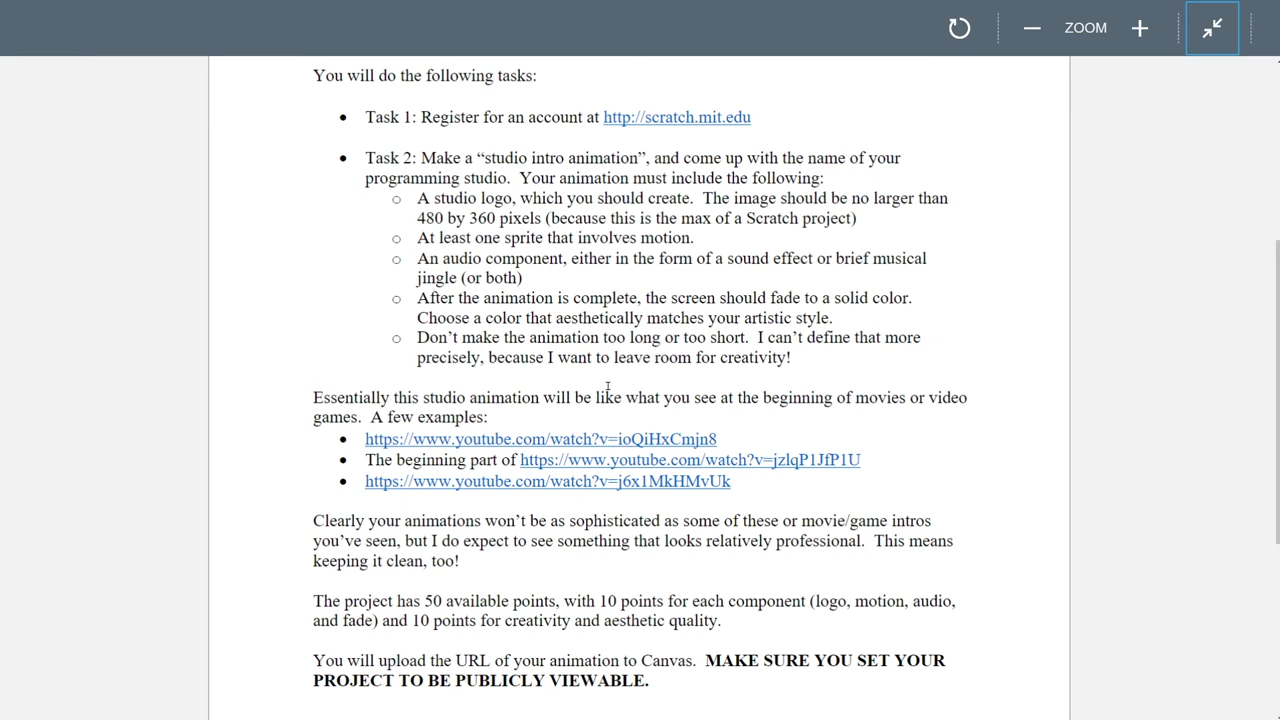 ZOOM
You will do the following tasks:
• Task 1: Register for an account at http://scratch.mit.edu
• Task 2: Make a “studio intro animation”, and come up with the name of your
programming studio.  Your animation must include the following:
○ A studio logo, which you should create.  The image should be no larger than
480 by 360 pixels (because this is the max of a Scratch project)
○ At least one sprite that involves motion.
○ An audio component, either in the form of a sound effect or brief musical
jingle (or both)
○ After the animation is complete, the screen should fade to a solid color.
Choose a color that aesthetically matches your artistic style.
○ Don’t make the animation too long or too short.  I can’t define that more
precisely, because I want to leave room for creativity!
Essentially this studio animation will be like what you see at the beginning of movies or video
games.  A few examples:
• https://www.youtube.com/watch?v=ioQiHxCmjn8
• The beginning part of https://www.youtube.com/watch?v=jzlqP1JfP1U
• https://www.youtube.com/watch?v=j6x1MkHMvUk
Clearly your animations won’t be as sophisticated as some of these or movie/game intros
you’ve seen, but I do expect to see something that looks relatively professional.  This means
keeping it clean, too!
The project has 50 available points, with 10 points for each component (logo, motion, audio,
and fade) and 10 points for creativity and aesthetic quality.
You will upload the URL of your animation to Canvas.  MAKE SURE YOU SET YOUR
PROJECT TO BE PUBLICLY VIEWABLE.